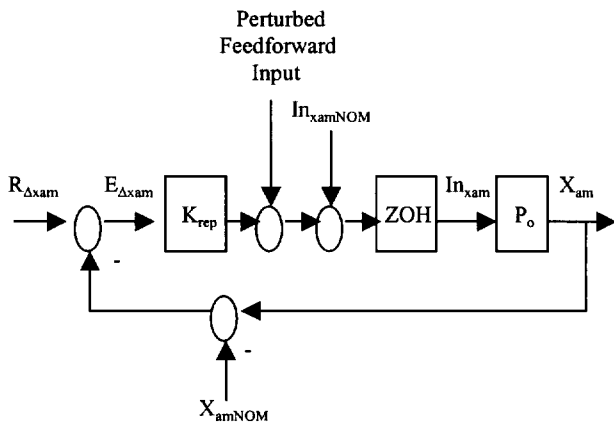 Perturbed
Feedforward
Input
In_xamNOM
R_Δxam
E_Δxam
K_rep
ZOH
In_xam
P_o
X_am
-
-
X_amNOM